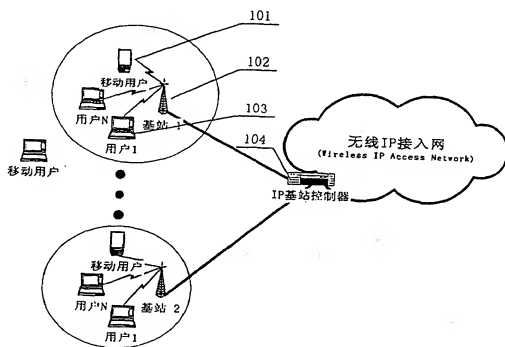 101
102
移动用户
用户N
103
用户1
基站 1
104
移动用户
无线IP接入网
(Wireless IP Access Network)
IP基站控制器
移动用户
用户N
基站 2
用户1